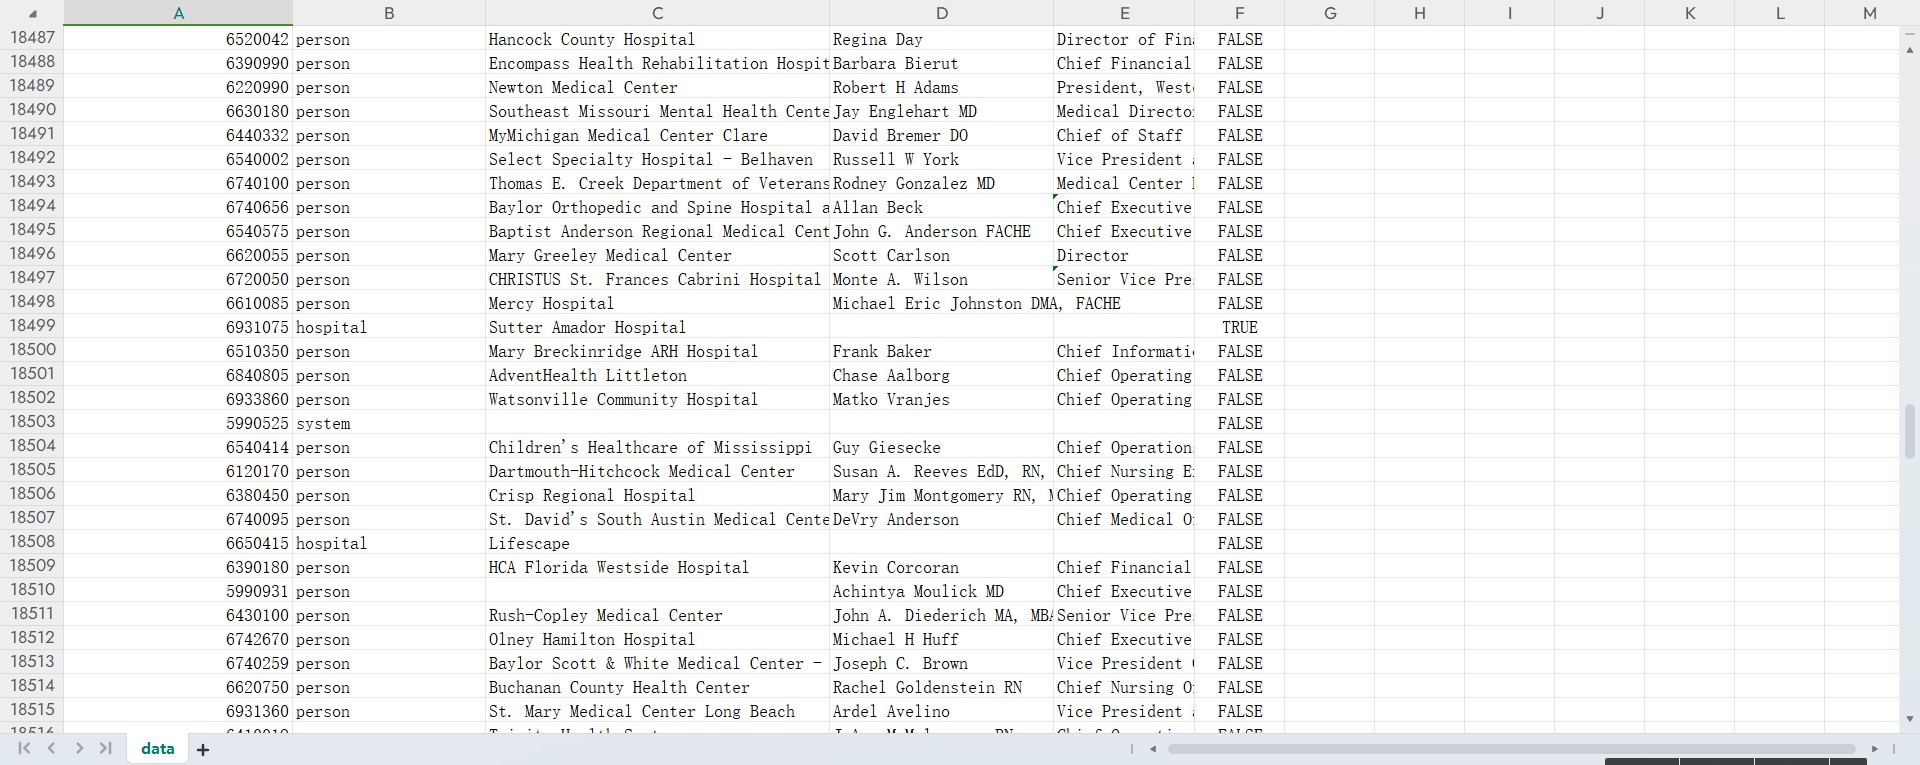 A B C D E F G H I J K L M
18487 6520042 person Hancock County Hospital Regina Day Director of Fin FALSE
18488 6390990 person Encompass Health Rehabilitation Hospit Barbara Bierut Chief Financial FALSE
18489 6220990 person Newton Medical Center Robert H Adams President, West FALSE
18490 6630180 person Southeast Missouri Mental Health Cente Jay Englehart MD Medical Directo FALSE
18491 6440332 person MyMichigan Medical Center Clare David Bremer DO Chief of Staff FALSE
18492 6540002 person Select Specialty Hospital - Belhaven Russell W York Vice President FALSE
18493 6740100 person Thomas E. Creek Department of Veterans Rodney Gonzalez MD Medical Center FALSE
18494 6740656 person Baylor Orthopedic and Spine Hospital a Allan Beck Chief Executive FALSE
18495 6540575 person Baptist Anderson Regional Medical Cent John G. Anderson FACHE Chief Executive FALSE
18496 6620055 person Mary Greeley Medical Center Scott Carlson Director FALSE
18497 6720050 person CHRISTUS St. Frances Cabrini Hospital Monte A. Wilson Senior Vice Pre FALSE
18498 6610085 person Mercy Hospital Michael Eric Johnston DMA, FACHE FALSE
18499 6931075 hospital Sutter Amador Hospital TRUE
18500 6510350 person Mary Breckinridge ARH Hospital Frank Baker Chief Informati FALSE
18501 6840805 person AdventHealth Littleton Chase Aalborg Chief Operating FALSE
18502 6933860 person Watsonville Community Hospital Matko Vranjes Chief Operating FALSE
18503 5990525 system FALSE
18504 6540414 person Children's Healthcare of Mississippi Guy Giesecke Chief Operation FALSE
18505 6120170 person Dartmouth-Hitchcock Medical Center Susan A. Reeves EdD, RN, Chief Nursing E FALSE
18506 6380450 person Crisp Regional Hospital Mary Jim Montgomery RN, Chief Operating FALSE
18507 6740095 person St. David's South Austin Medical Cente DeVry Anderson Chief Medical O FALSE
18508 6650415 hospital Lifescape FALSE
18509 6390180 person HCA Florida Westside Hospital Kevin Corcoran Chief Financial FALSE
18510 5990931 person Achintya Moulick MD Chief Executive FALSE
18511 6430100 person Rush-Copley Medical Center John A. Diederich MA, MBA Senior Vice Pre FALSE
18512 6742670 person Olney Hamilton Hospital Michael H Huff Chief Executive FALSE
18513 6740259 person Baylor Scott & White Medical Center - Joseph C. Brown Vice President FALSE
18514 6620750 person Buchanan County Health Center Rachel Goldenstein RN Chief Nursing O FALSE
18515 6931360 person St. Mary Medical Center Long Beach Ardel Avelino Vice President FALSE
data